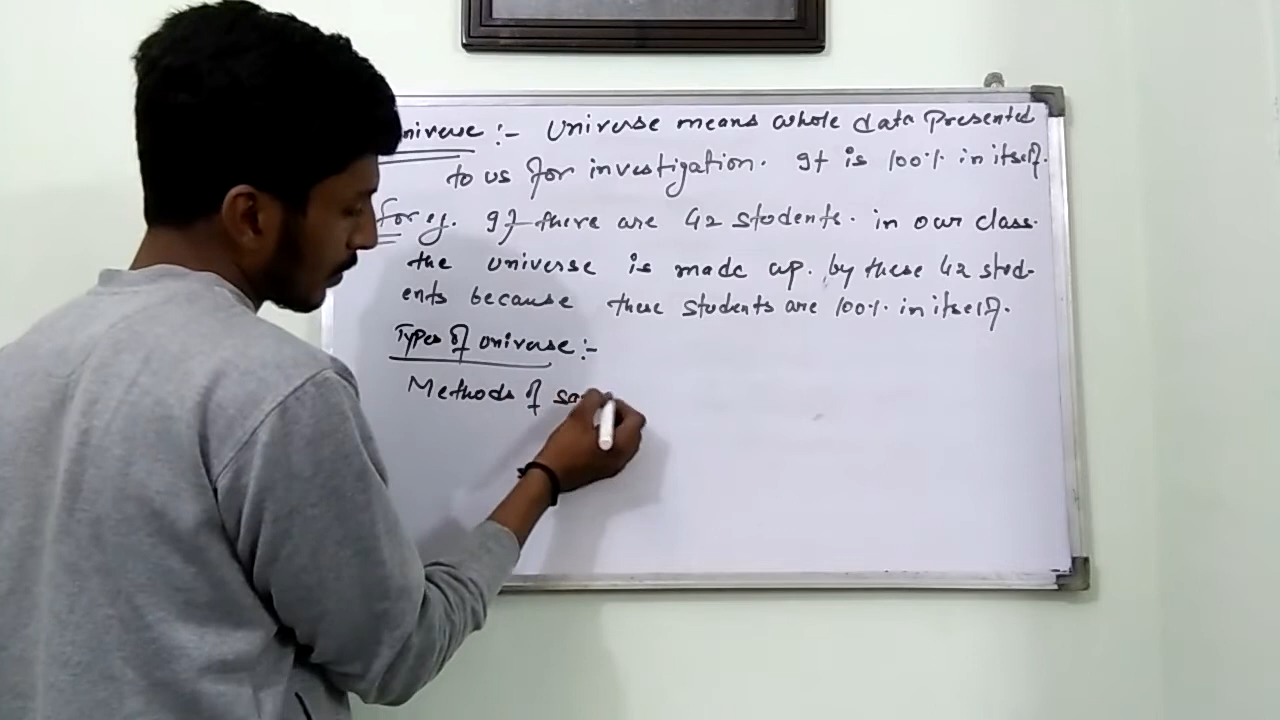 niverse :- Universe means whole data Presented
to us for investigation. It is 100% in itself.
For eg. If there are 42 students. in our class.
the universe is made up. by these 42 stud-
ents because these students are 100% in itself.
Types of universe :-
Methods of sa